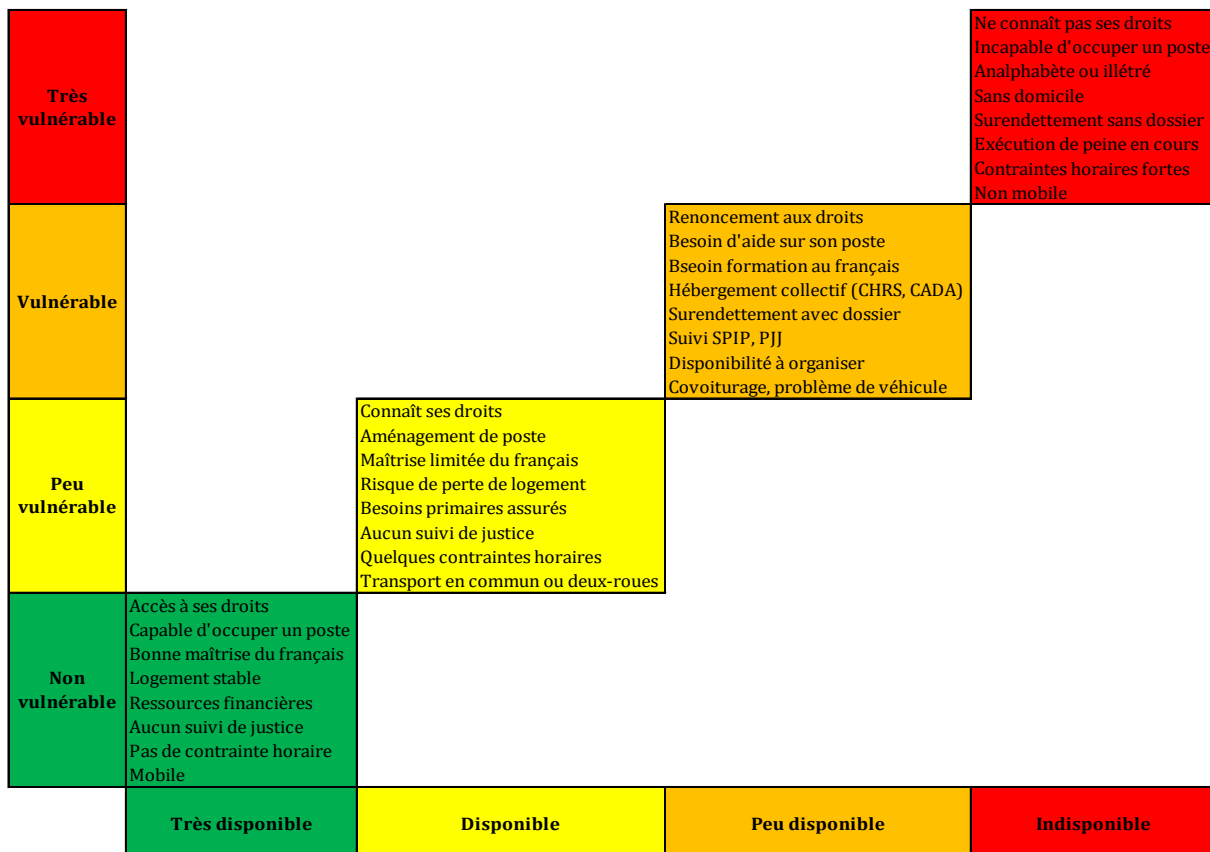 Très
vulnérable
Ne connaît pas ses droits
Incapable d'occuper un poste
Analphabète ou illétré
Sans domicile
Surendettement sans dossier
Exécution de peine en cours
Contraintes horaires fortes
Non mobile
Vulnérable
Renoncement aux droits
Besoin d'aide sur son poste
Bseoin formation au français
Hébergement collectif (CHRS, CADA)
Surendettement avec dossier
Suivi SPIP, PJJ
Disponibilité à organiser
Covoiturage, problème de véhicule
Peu
vulnérable
Connaît ses droits
Aménagement de poste
Maîtrise limitée du français
Risque de perte de logement
Besoins primaires assurés
Aucun suivi de justice
Quelques contraintes horaires
Transport en commun ou deux-roues
Non
vulnérable
Accès à ses droits
Capable d'occuper un poste
Bonne maîtrise du français
Logement stable
Ressources financières
Aucun suivi de justice
Pas de contrainte horaire
Mobile
Très disponible
Disponible
Peu disponible
Indisponible